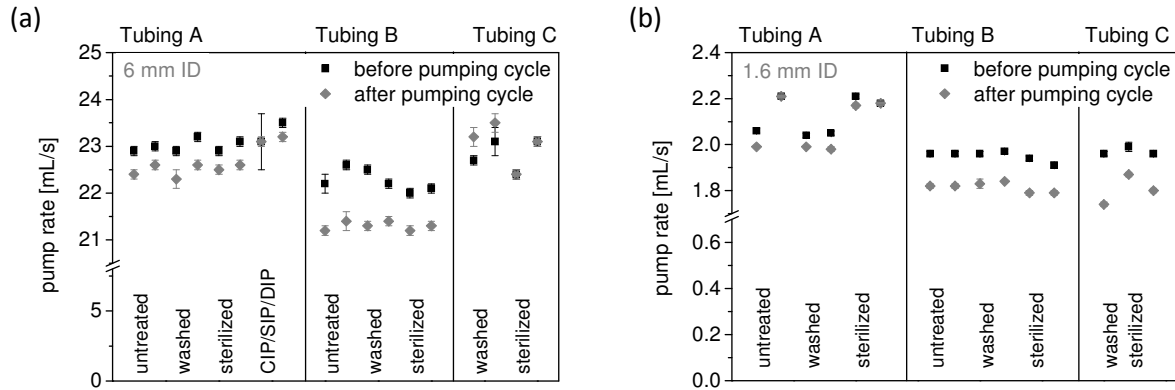 (a)
Tubing A
Tubing B
Tubing C
6 mm ID
before pumping cycle
after pumping cycle
pump rate [mL/s]
25
24
23
22
21
5
0
untreated
washed
sterilized
CIP/SIP/DIP
untreated
washed
sterilized
washed
sterilized
(b)
Tubing A
Tubing B
Tubing C
1.6 mm ID
before pumping cycle
after pumping cycle
pump rate [mL/s]
2.4
2.2
2.0
1.8
0.6
0.4
0.2
0.0
untreated
washed
sterilized
untreated
washed
sterilized
washed
sterilized